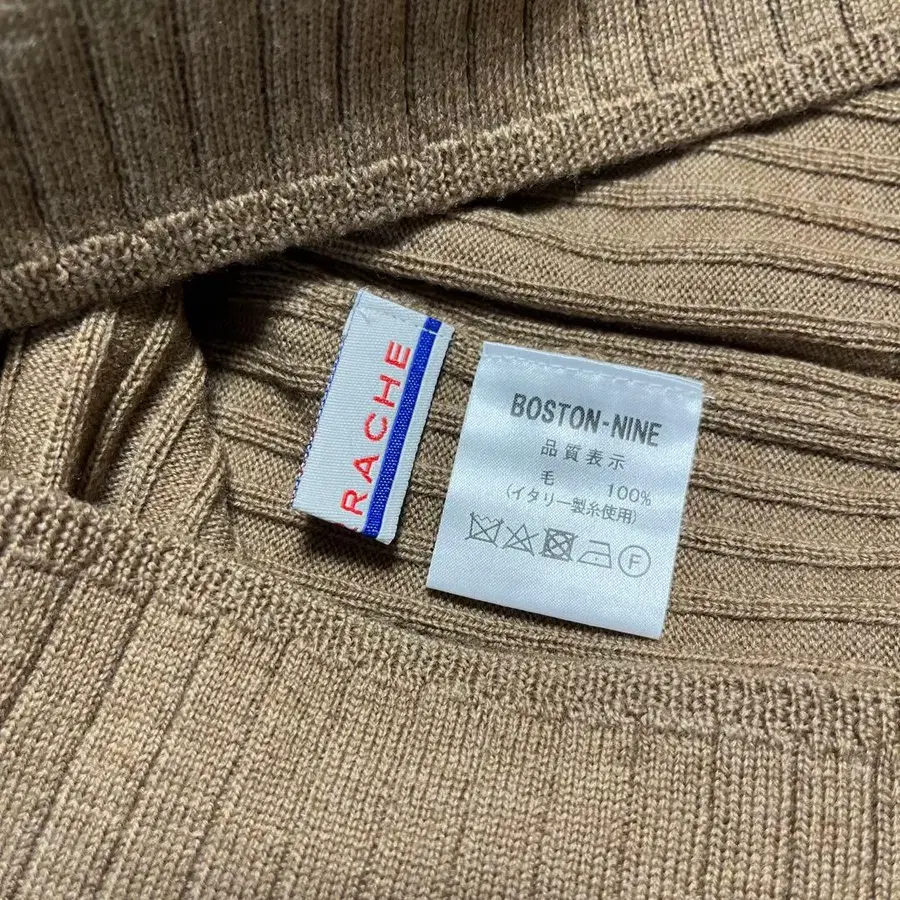 RACHE
BOSTON-NINE
品質表示
毛 100%
(イタリー製糸使用)
F